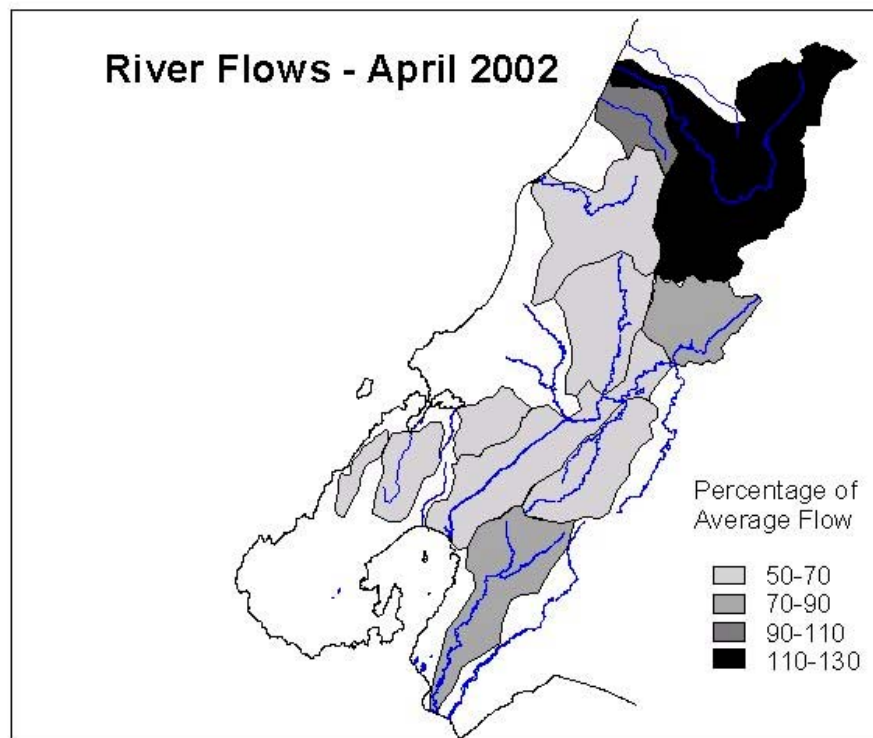 River Flows - April 2002
Percentage of
Average Flow
50-70
70-90
90-110
110-130